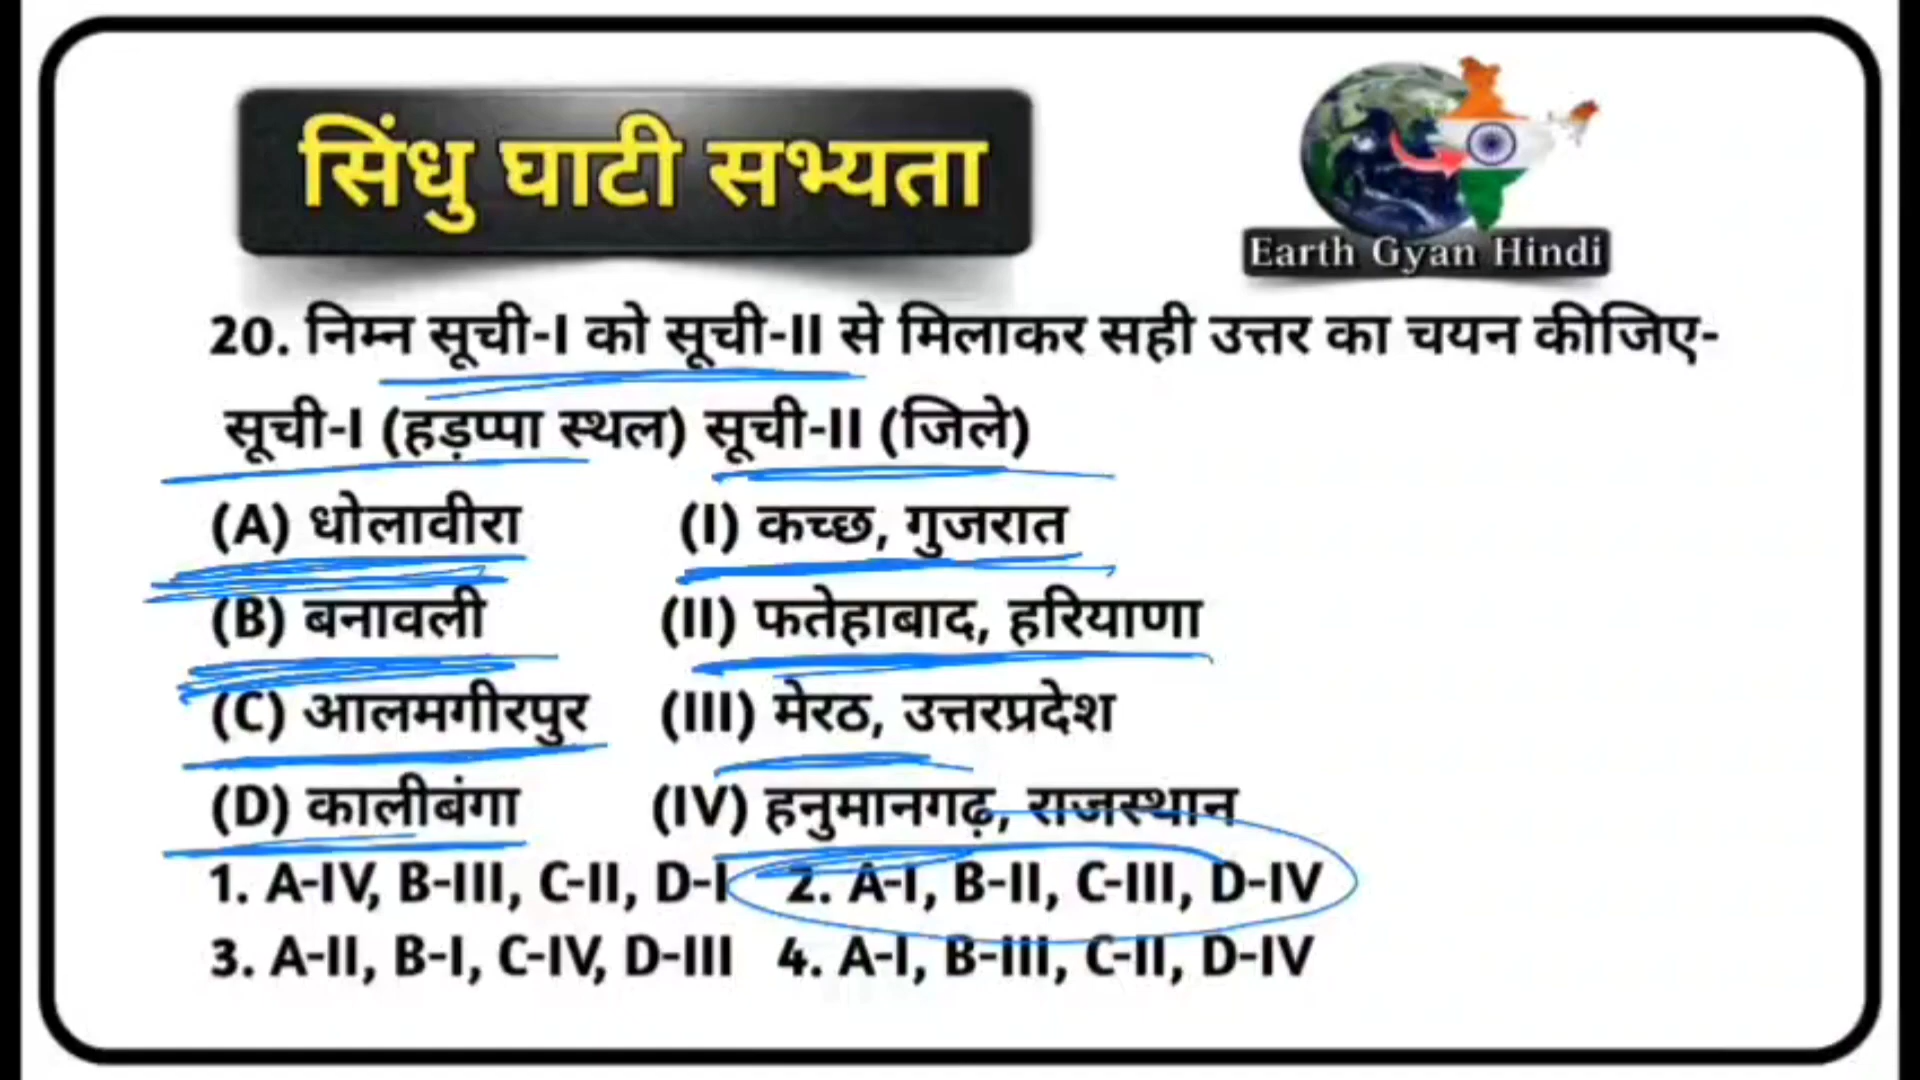 सिंधु घाटी सभ्यता
Earth Gyan Hindi
20. निम्न सूची-I को सूची-II से मिलाकर सही उत्तर का चयन कीजिए-
सूची-I (हड़प्पा स्थल) सूची-II (जिले)
(A) धोलावीरा (I) कच्छ, गुजरात
(B) बनावली (II) फतेहाबाद, हरियाणा
(C) आलमगीरपुर (III) मेरठ, उत्तरप्रदेश
(D) कालीबंगा (IV) हनुमानगढ़, राजस्थान
1. A-IV, B-III, C-II, D-I 2. A-I, B-II, C-III, D-IV
3. A-II, B-I, C-IV, D-III 4. A-I, B-III, C-II, D-IV